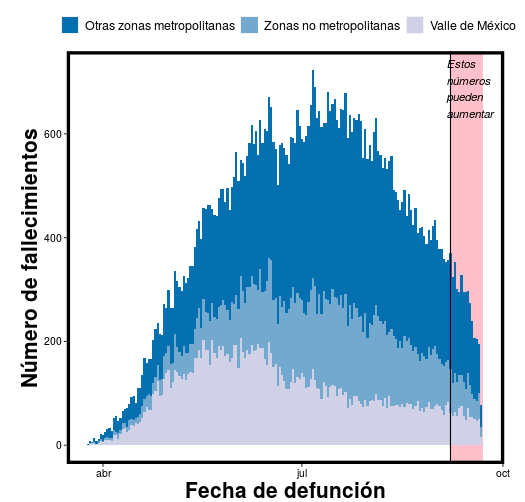 Otras zonas metropolitanas Zonas no metropolitanas Valle de México
Estos
números
pueden
aumentar
Número de fallecimientos
600
400
200
0
abr jul oct
Fecha de defunción